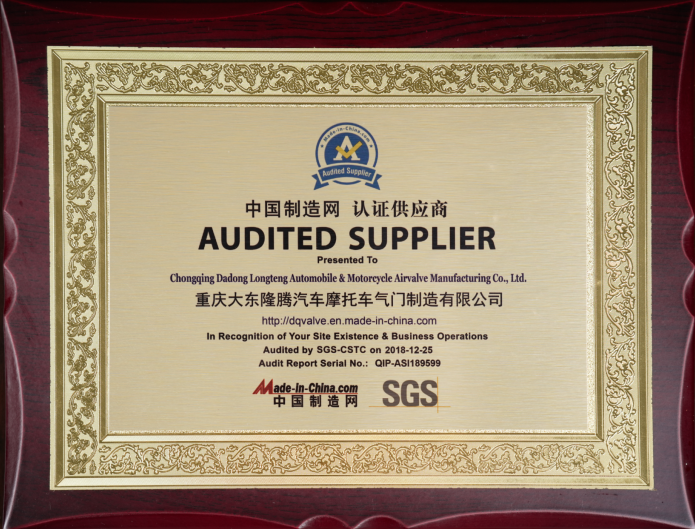 Made-in-China.com
A
Audited Supplier
中国制造网 认证供应商
AUDITED SUPPLIER
Presented To
Chongqing Dadong Longteng Automobile & Motorcycle Airvalve Manufacturing Co., Ltd.
重庆大东隆腾汽车摩托车气门制造有限公司
http://dqvalve.en.made-in-china.com
In Recognition of Your Site Existence & Business Operations
Audited by SGS-CSTC on 2018-12-25
Audit Report Serial No.: QIP-ASI189599
Made-in-China.com
中国制造网
SGS